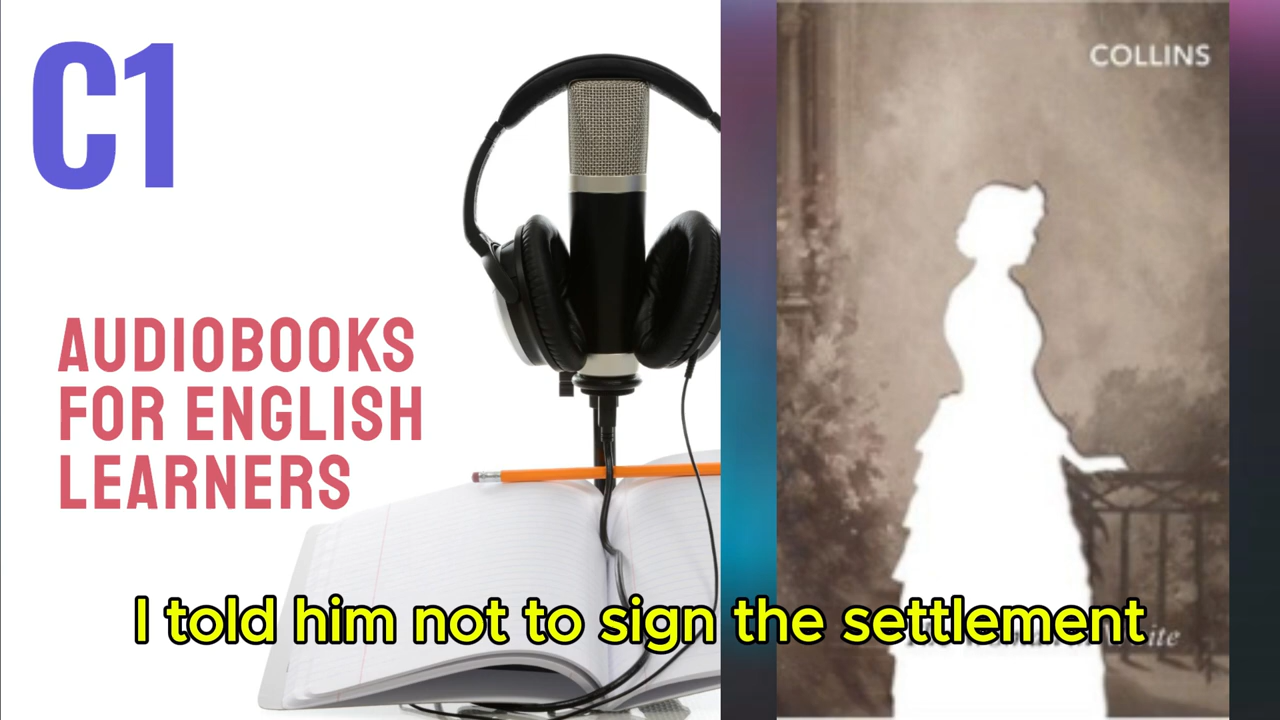 C1
COLLINS
AUDIOBOOKS
FOR ENGLISH
LEARNERS
I told him not to sign the settlement